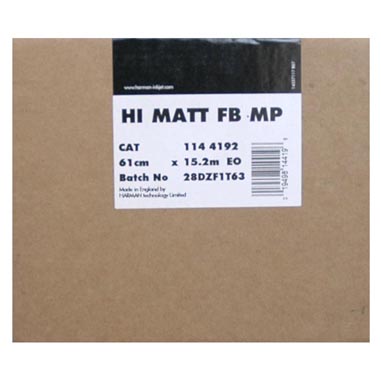 www.harman-inkjet.com
HI MATT FB MP
CAT 114 4192
61cm x 15.2m EO
Batch No 28DZF1T63
Made in England by
HARMAN technology Limited